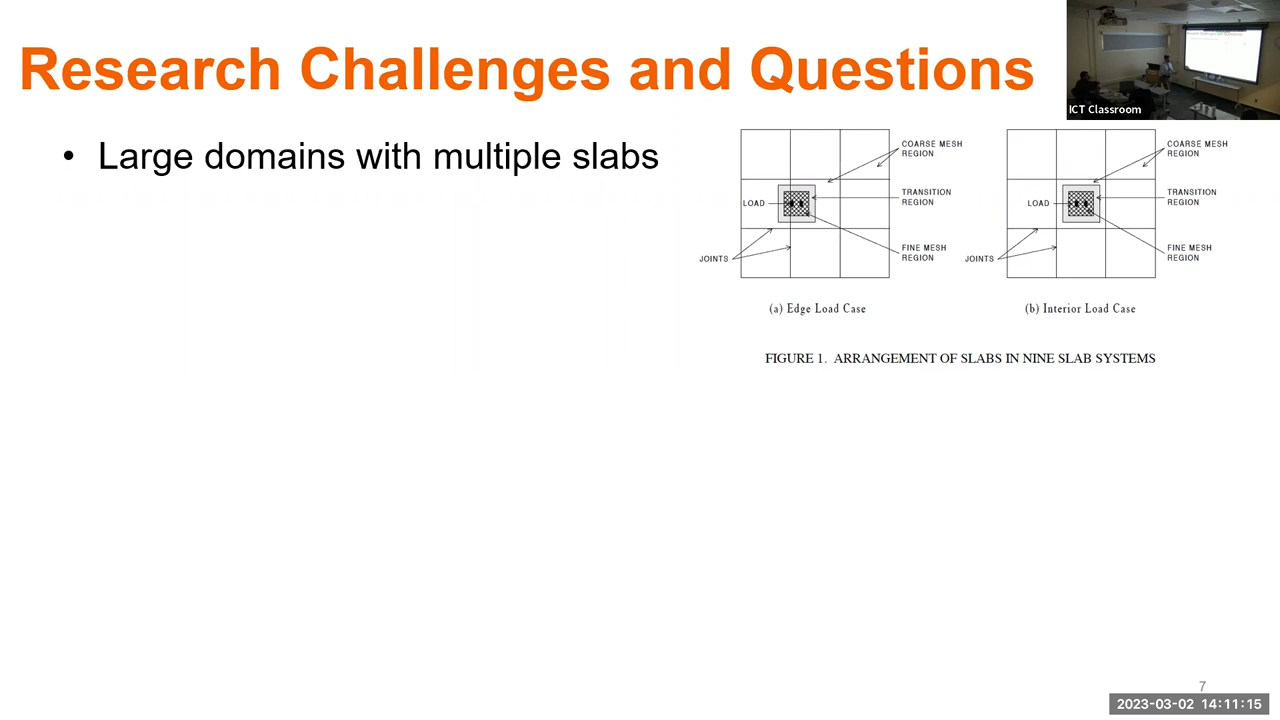 Research Challenges and Questions
ICT Classroom
• Large domains with multiple slabs
COARSE MESH
REGION
TRANSITION
REGION
LOAD
FINE MESH
REGION
JOINTS
(a) Edge Load Case
COARSE MESH
REGION
TRANSITION
REGION
LOAD
FINE MESH
REGION
JOINTS
(b) Interior Load Case
FIGURE 1. ARRANGEMENT OF SLABS IN NINE SLAB SYSTEMS
7
2023-03-02 14:11:15